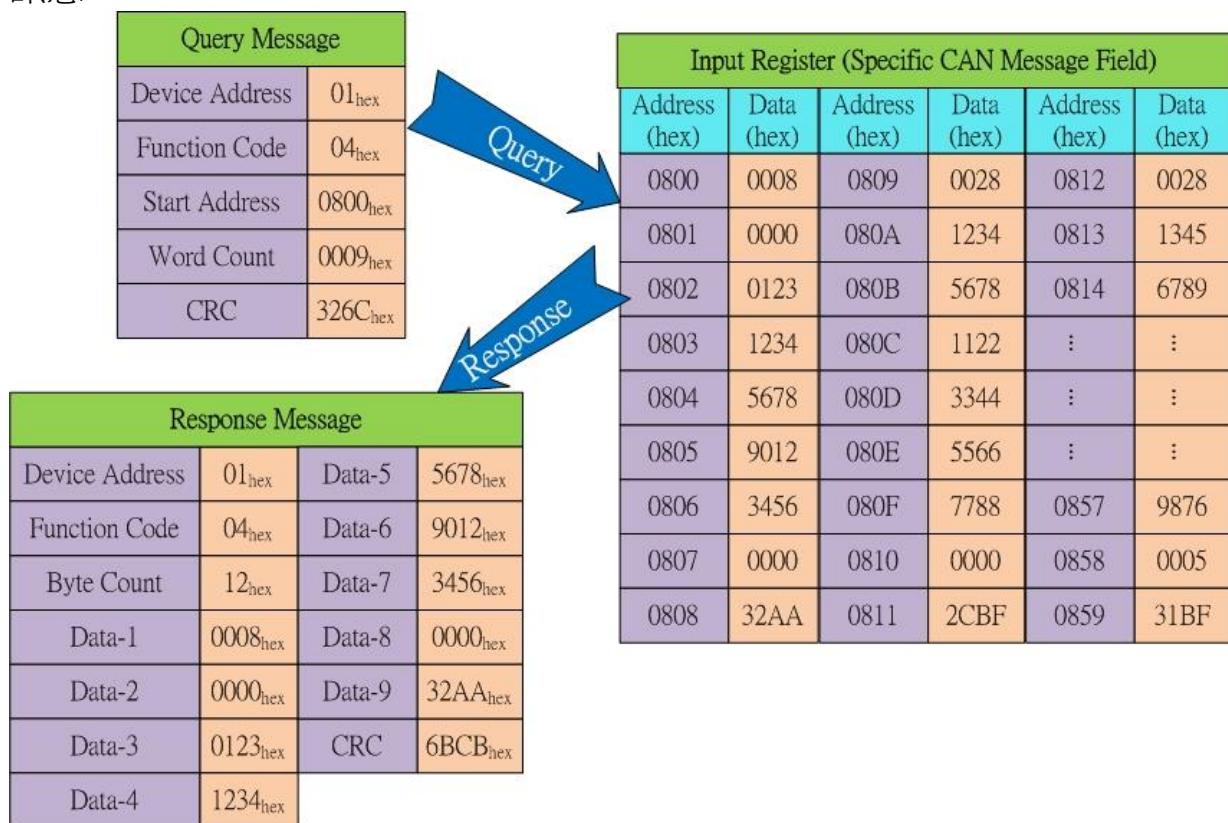 Query Message
Device Address 01hex
Function Code 04hex
Start Address 0800hex
Word Count 0009hex
CRC 326Chex
Query
Response
Input Register (Specific CAN Message Field)
Address (hex) Data (hex) Address (hex) Data (hex) Address (hex) Data (hex)
0800 0008 0809 0028 0812 0028
0801 0000 080A 1234 0813 1345
0802 0123 080B 5678 0814 6789
0803 1234 080C 1122 ⋮ ⋮
0804 5678 080D 3344 ⋮ ⋮
0805 9012 080E 5566 ⋮ ⋮
0806 3456 080F 7788 0857 9876
0807 0000 0810 0000 0858 0005
0808 32AA 0811 2CBF 0859 31BF
Response Message
Device Address 01hex Data-5 5678hex
Function Code 04hex Data-6 9012hex
Byte Count 12hex Data-7 3456hex
Data-1 0008hex Data-8 0000hex
Data-2 0000hex Data-9 32AAhex
Data-3 0123hex CRC 6BCBhex
Data-4 1234hex